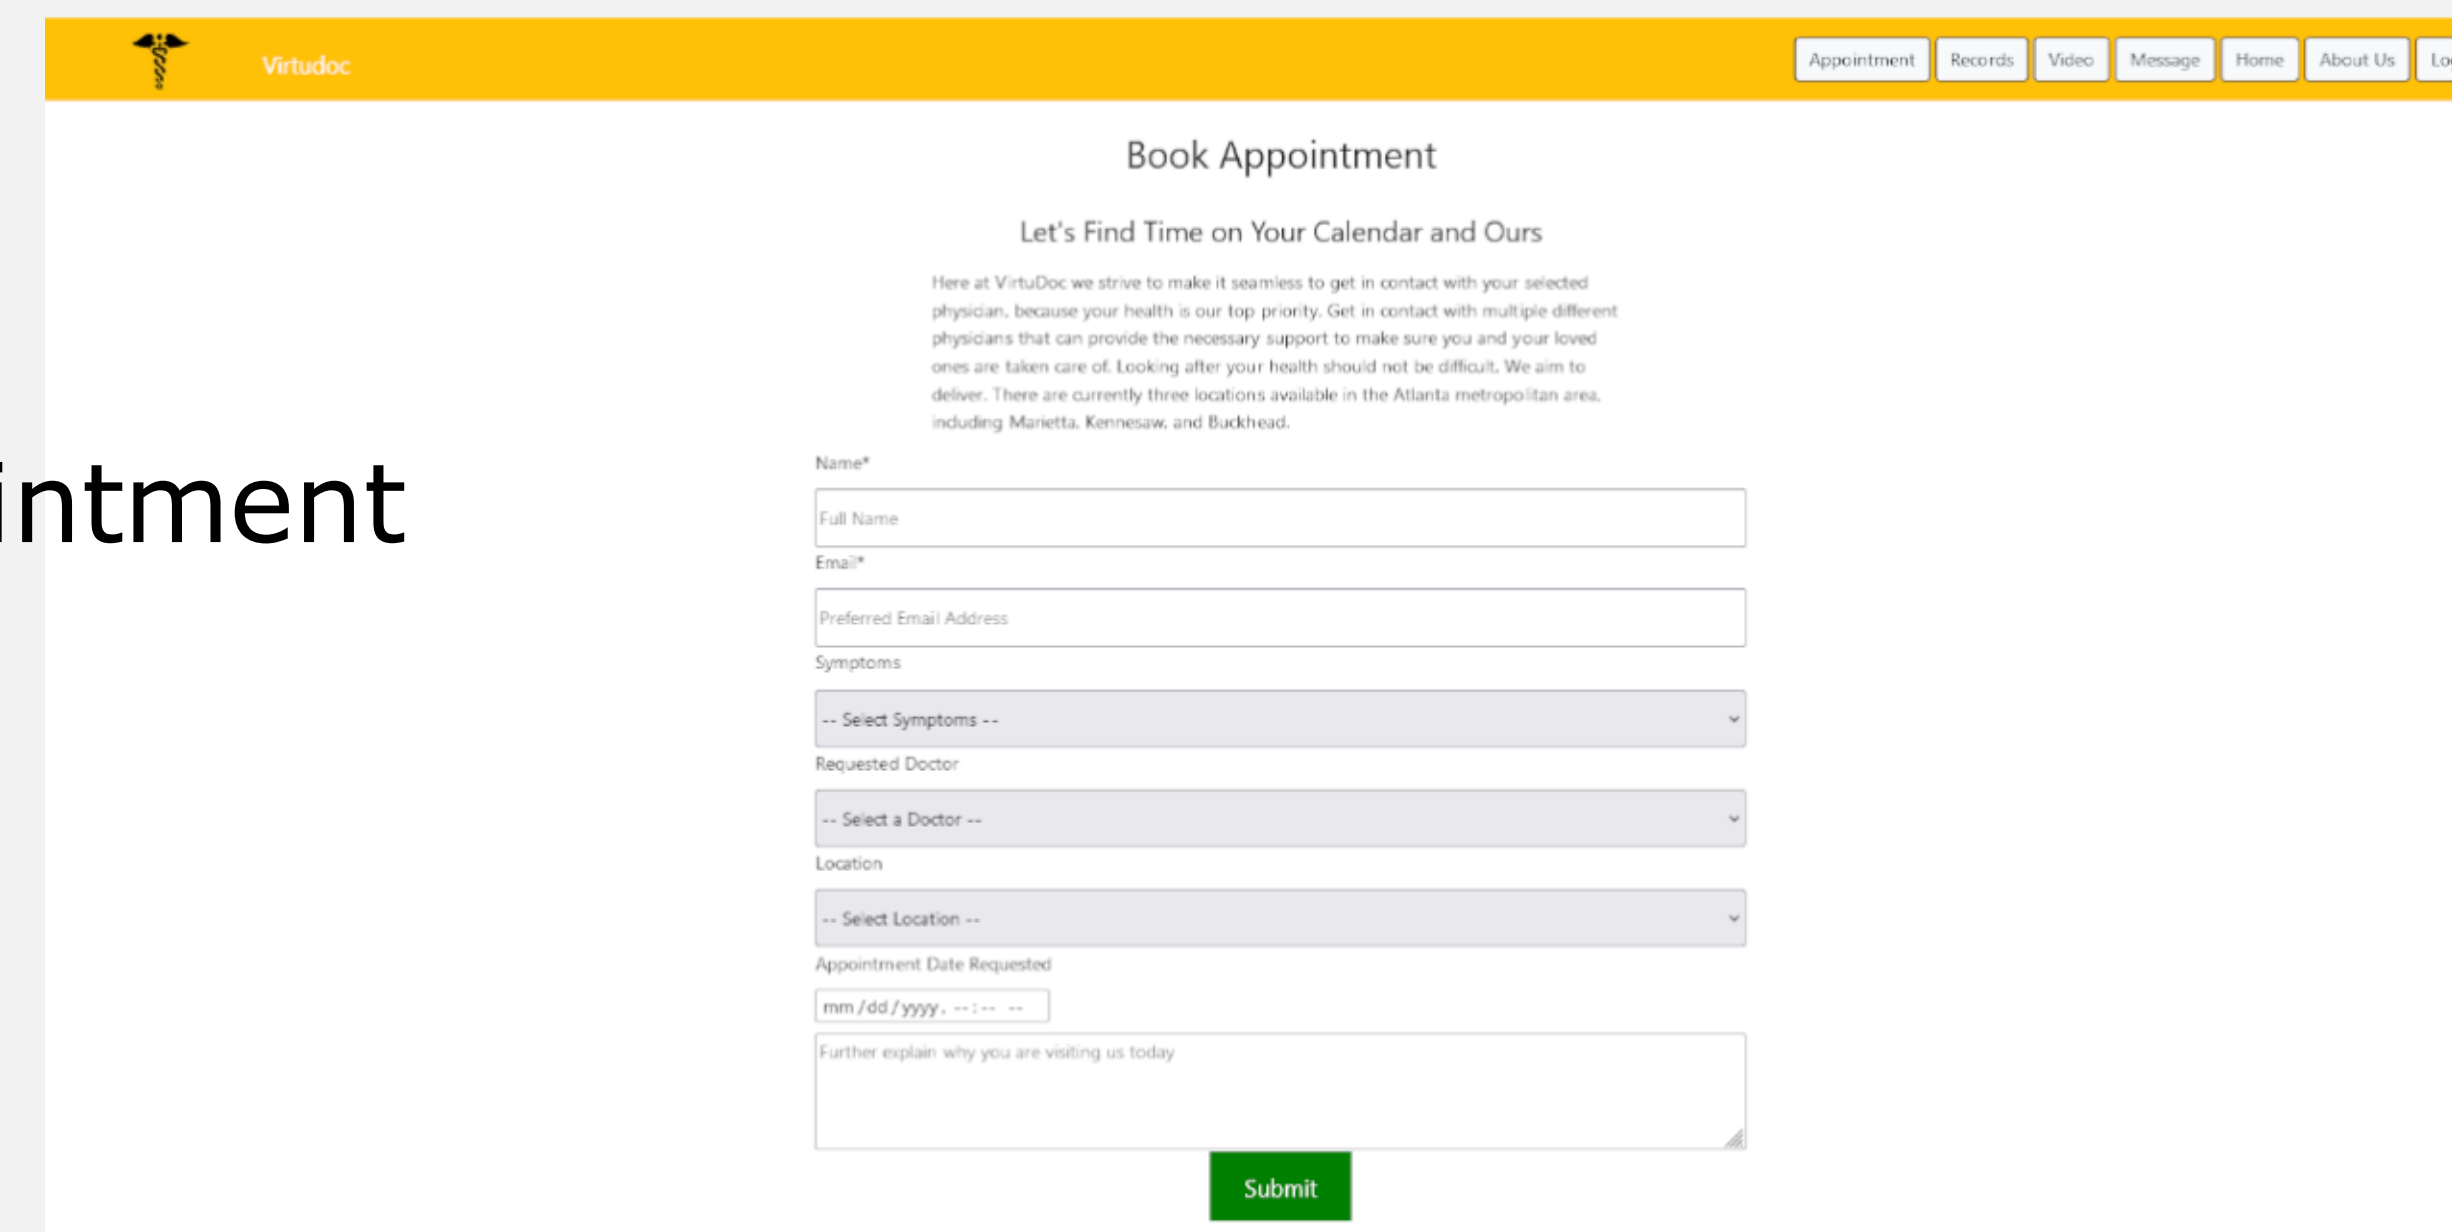 Virtudoc
Appointment Records Video Message Home About Us
Book Appointment
Let's Find Time on Your Calendar and Ours
Here at VirtuDoc we strive to make it seamless to get in contact with your selected
physician, because your health is our top priority. Get in contact with multiple different
physicians that can provide the necessary support to make sure you and your loved
ones are taken care of. Looking after your health should not be difficult. We aim to
deliver. There are currently three locations available in the Atlanta metropolitan area,
including Marietta, Kennesaw, and Buckhead.
intment
Name*
Full Name
Email*
Preferred Email Address
Symptoms
-- Select Symptoms --
Requested Doctor
-- Select a Doctor --
Location
-- Select Location --
Appointment Date Requested
mm/dd/yyyy, --:-- --
Further explain why you are visiting us today
Submit